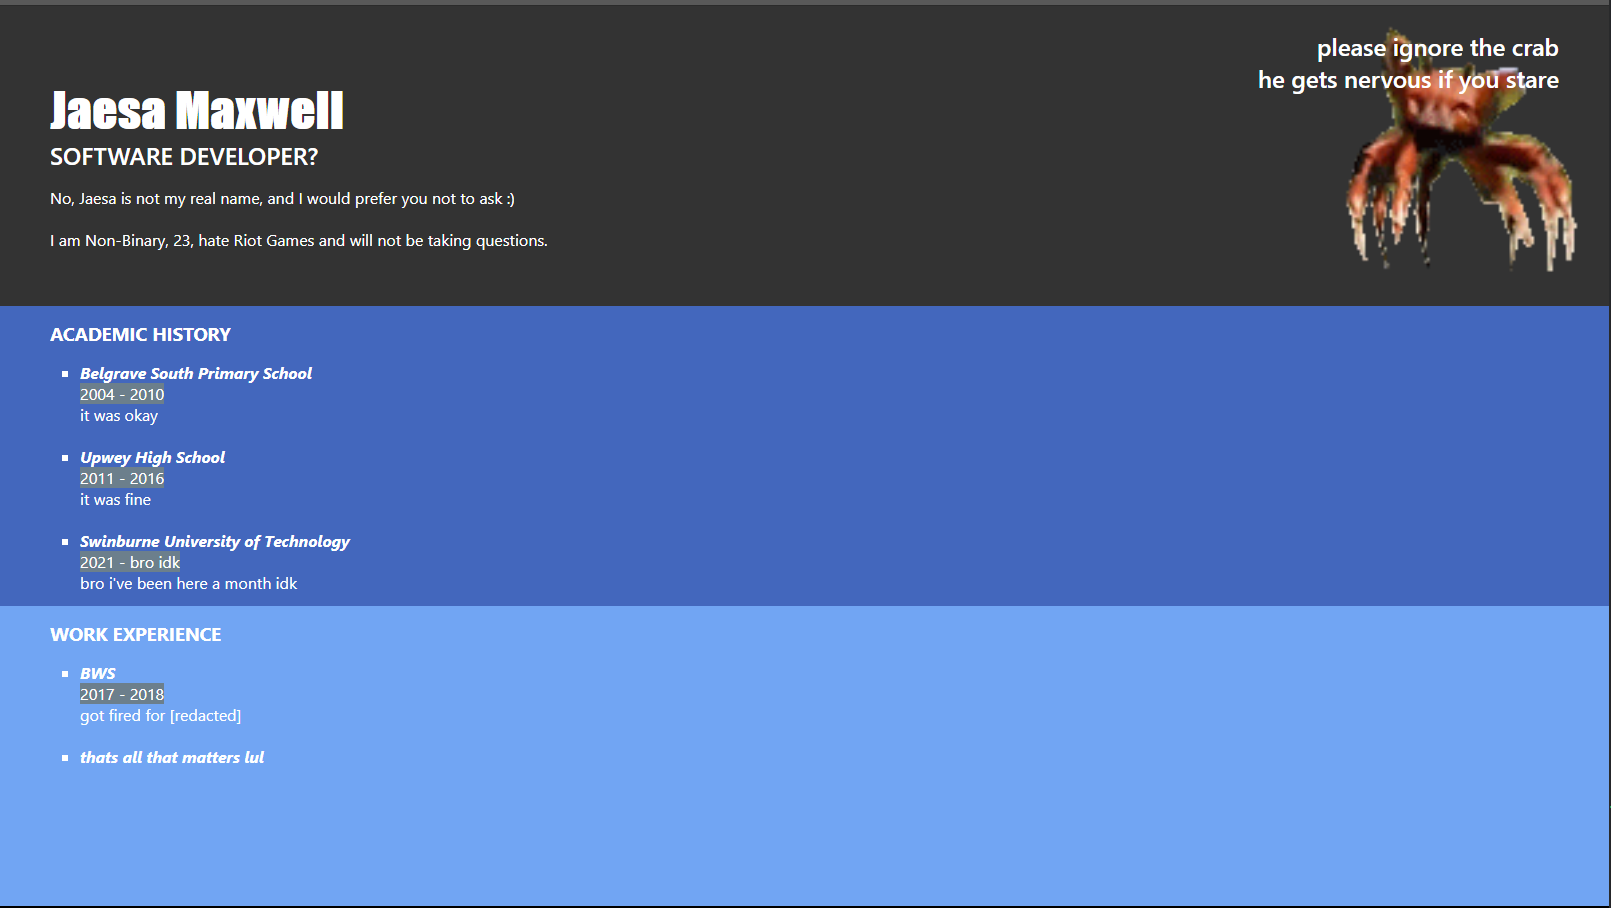 please ignore the crab
he gets nervous if you stare
Jaesa Maxwell
SOFTWARE DEVELOPER?
No, Jaesa is not my real name, and I would prefer you not to ask :)
I am Non-Binary, 23, hate Riot Games and will not be taking questions.
ACADEMIC HISTORY
Belgrave South Primary School
2004 - 2010
it was okay
Upwey High School
2011 - 2016
it was fine
Swinburne University of Technology
2021 - bro idk
bro i've been here a month idk
WORK EXPERIENCE
BWS
2017 - 2018
got fired for [redacted]
thats all that matters lul